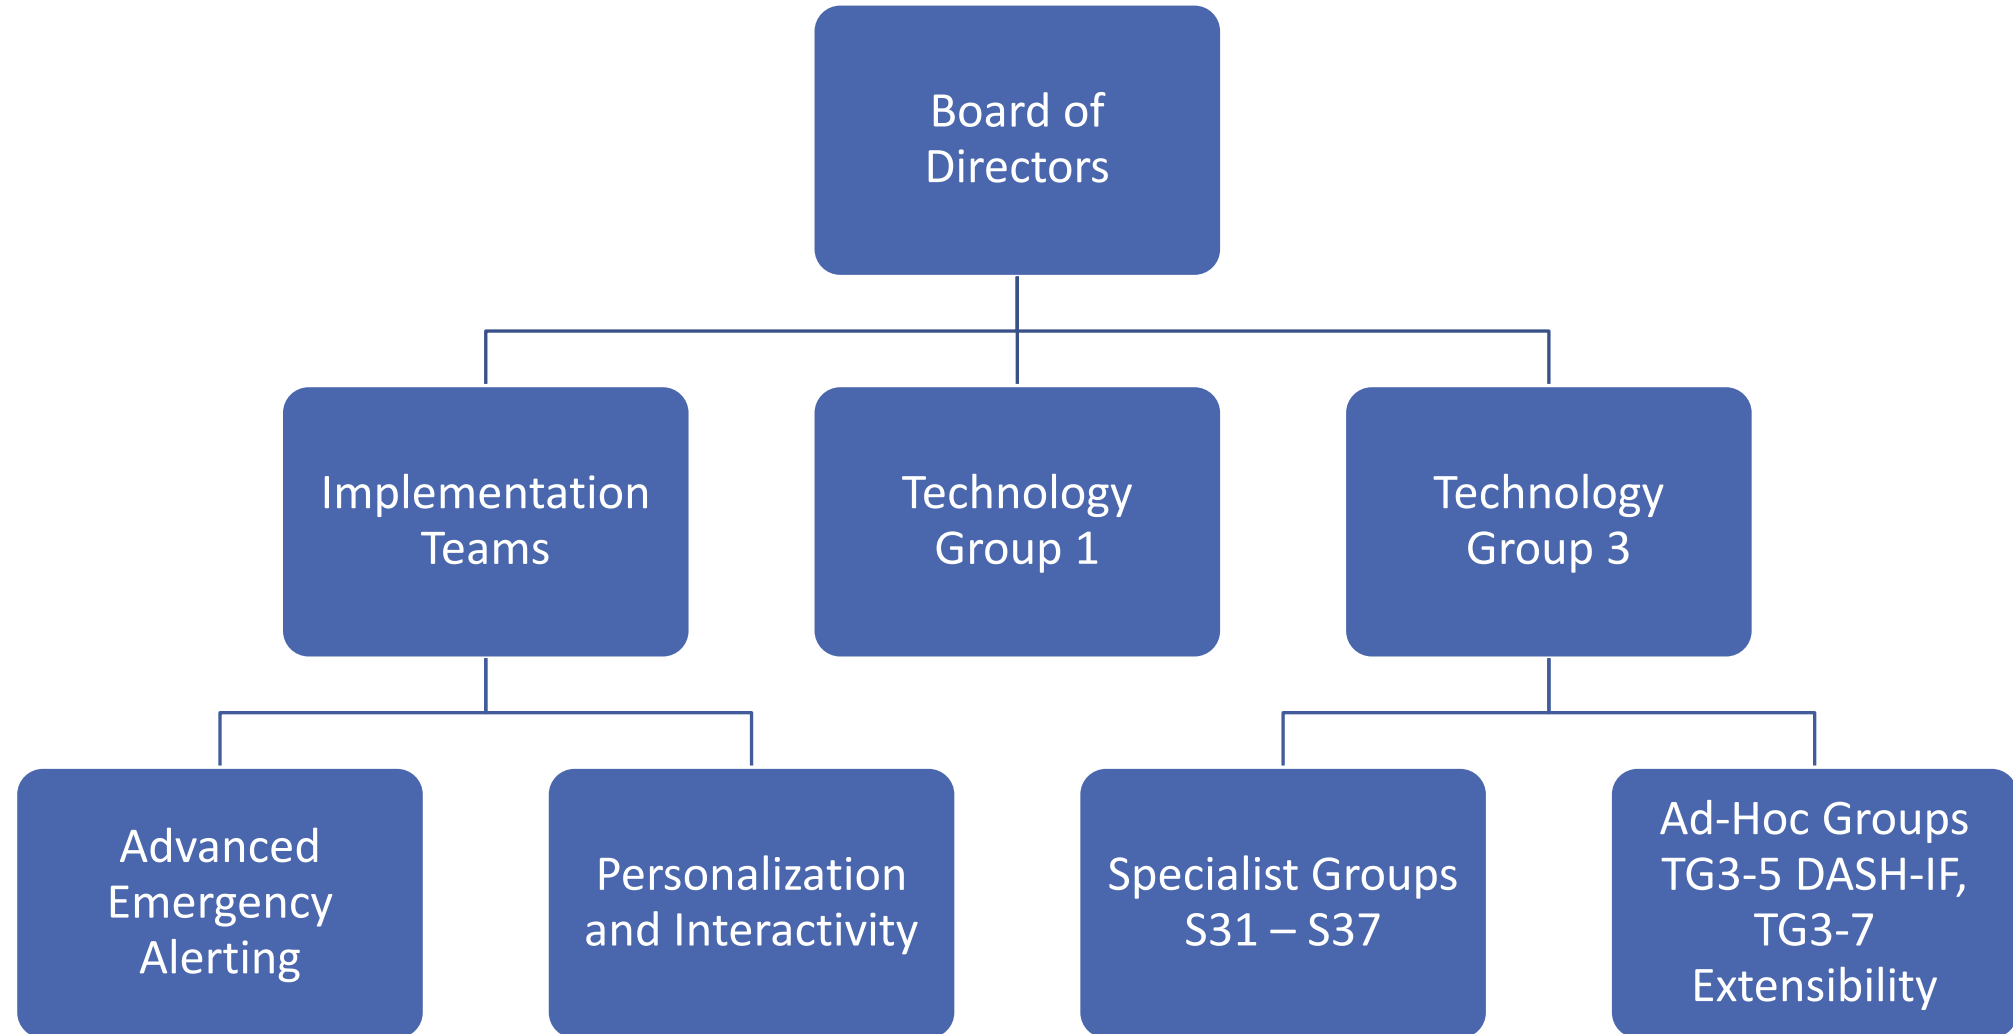 Board of
Directors
Implementation
Teams
Technology
Group 1
Technology
Group 3
Advanced
Emergency
Alerting
Personalization
and Interactivity
Specialist Groups
S31 – S37
Ad-Hoc Groups
TG3-5 DASH-IF,
TG3-7
Extensibility